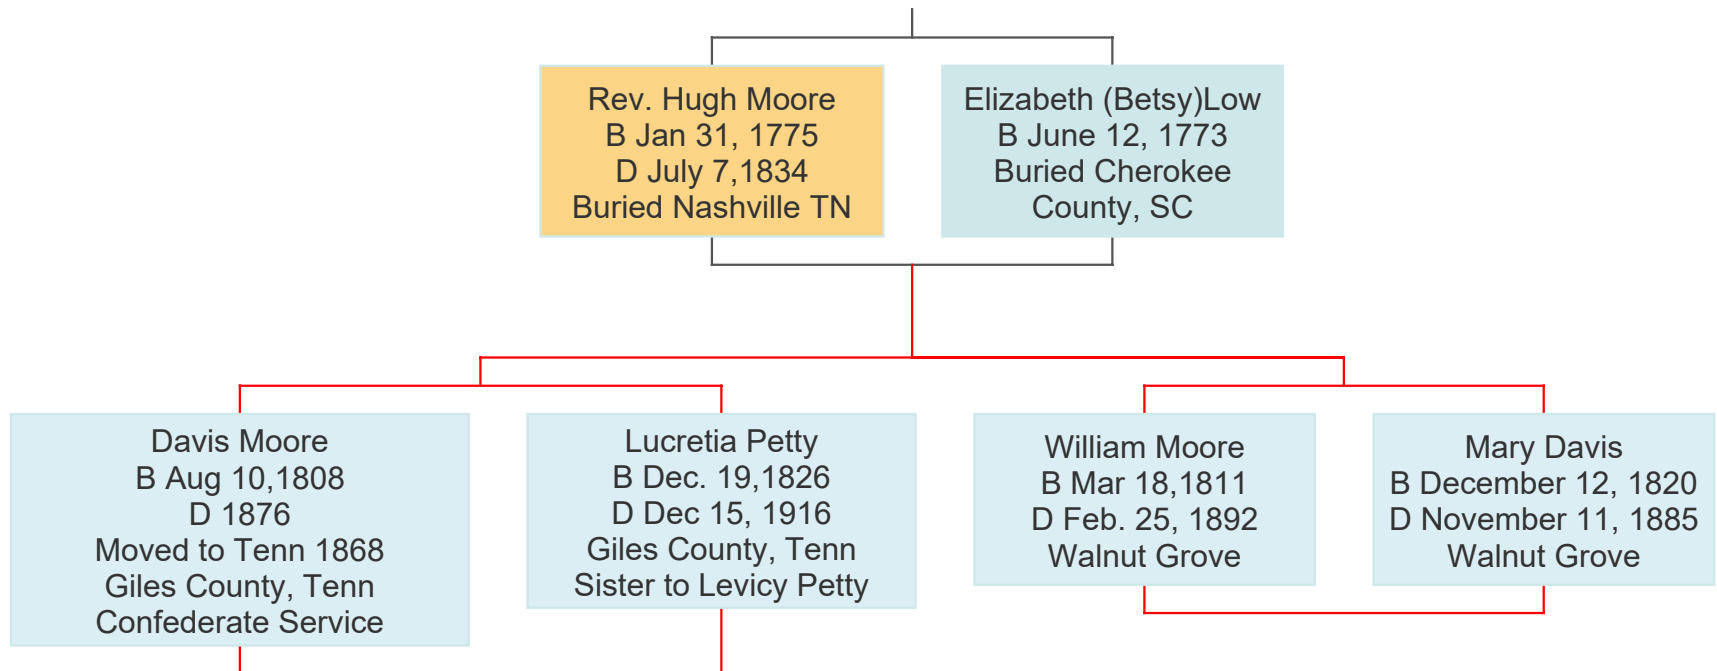 Rev. Hugh Moore
B Jan 31, 1775
D July 7,1834
Buried Nashville TN
Elizabeth (Betsy)Low
B June 12, 1773
Buried Cherokee
County, SC
Davis Moore
B Aug 10,1808
D 1876
Moved to Tenn 1868
Giles County, Tenn
Confederate Service
Lucretia Petty
B Dec. 19,1826
D Dec 15, 1916
Giles County, Tenn
Sister to Levicy Petty
William Moore
B Mar 18,1811
D Feb. 25, 1892
Walnut Grove
Mary Davis
B December 12, 1820
D November 11, 1885
Walnut Grove